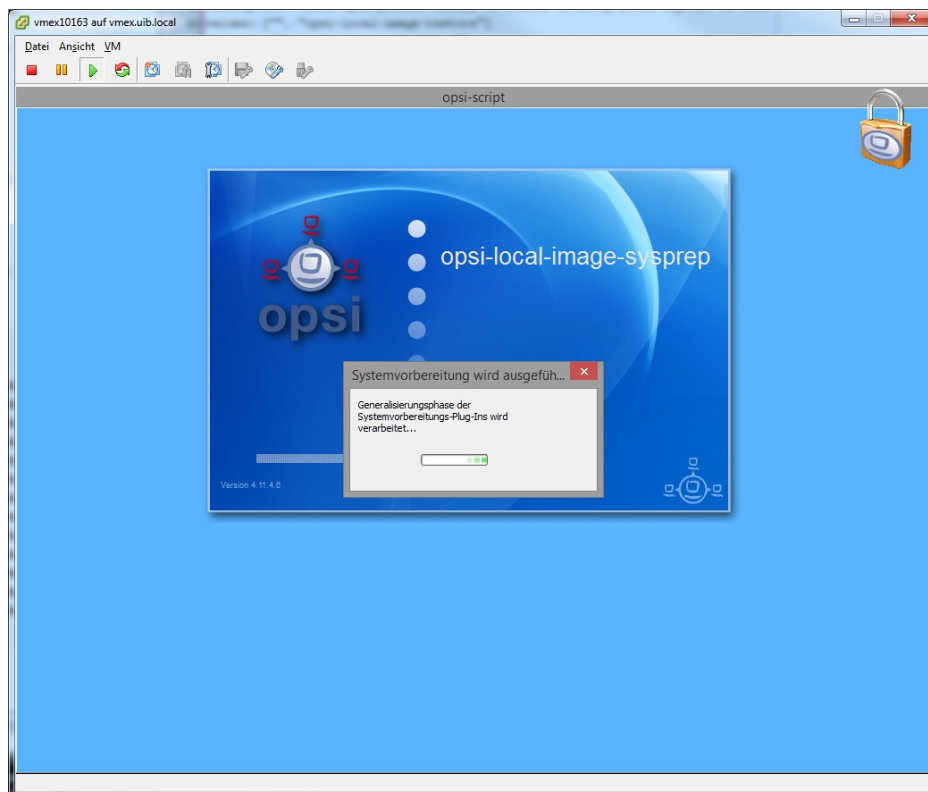 vmex10163 auf vmex.uib.local
Datei Ansicht VM
opsi-script
opsi-local-image-sysprep
opsi
Systemvorbereitung wird ausgefüh...
Generalisierungsphase der
Systemvorbereitungs-Plug-Ins wird
verarbeitet...
Version 4.11.4.6